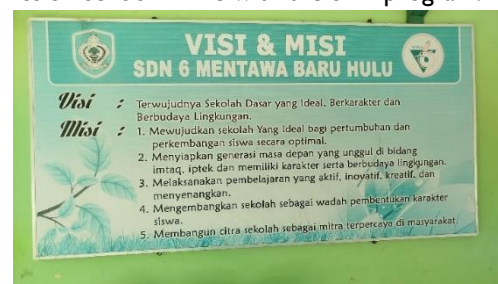 VISI & MISI
SDN 6 MENTAWA BARU HULU
Visi : Terwujudnya Sekolah Dasar yang Ideal. Berkarakter dan
Berbudaya Lingkungan.
Misi : 1. Mewujudkan sekolah Yang Ideal bagi pertumbuhan dan
perkembangan siswa secara optimal.
2. Menyiapkan generasi masa depan yang unggul di bidang
imtaq, iptek dan memiliki karakter serta berbudaya lingkungan.
3. Melaksanakan pembelajaran yang aktif, inovatif, kreatif, dan
menyenangkan.
4. Mengembangkan sekolah sebagai wadah pembentukan karakter
siswa.
5. Membangun citra sekolah sebagai mitra terpercaya di masyarakat.